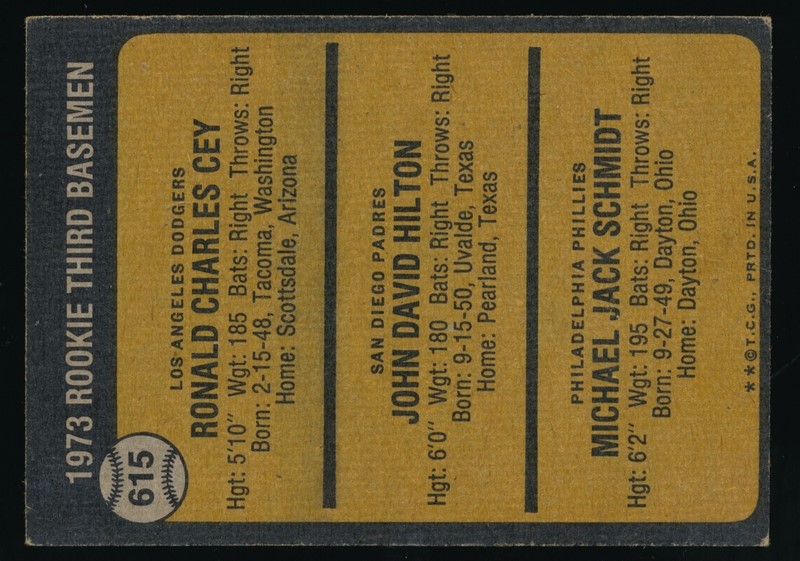 1973 ROOKIE THIRD BASEMEN
615
LOS ANGELES DODGERS
RONALD CHARLES CEY
Hgt: 5'10" Wgt: 185 Bats: Right Throws: Right
Born: 2-15-48, Tacoma, Washington
Home: Scottsdale, Arizona
SAN DIEGO PADRES
JOHN DAVID HILTON
Hgt: 6'0" Wgt: 180 Bats: Right Throws: Right
Born: 9-15-50, Uvalde, Texas
Home: Pearland, Texas
PHILADELPHIA PHILLIES
MICHAEL JACK SCHMIDT
Hgt: 6'2" Wgt: 195 Bats: Right Throws: Right
Born: 9-27-49, Dayton, Ohio
Home: Dayton, Ohio
**©T.C.G., PRTD. IN U.S.A.